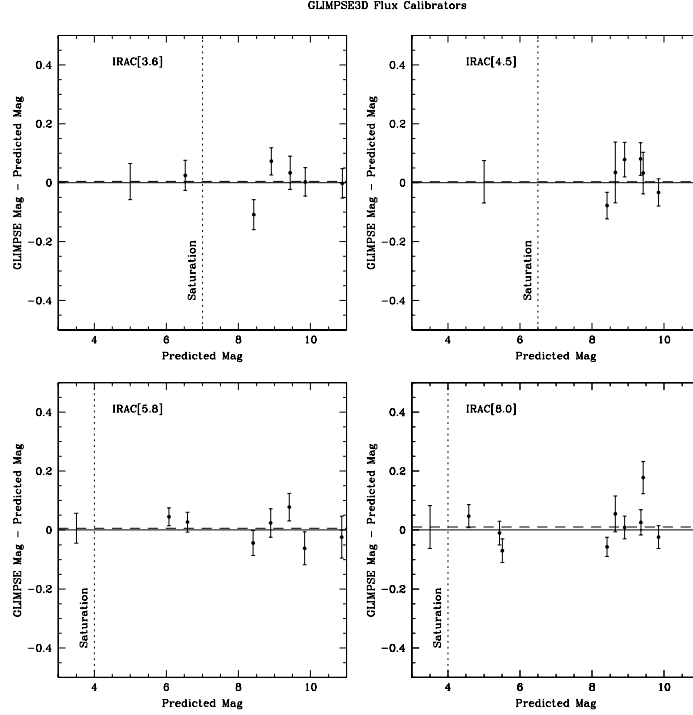 GLIMPSE3D Flux Calibrators
IRAC[3.6]
IRAC[4.5]
GLIMPSE Mag − Predicted Mag
0.4
0.2
0
−0.2
−0.4
Saturation
4
6
8
10
Predicted Mag
GLIMPSE Mag − Predicted Mag
0.4
0.2
0
−0.2
−0.4
Saturation
4
6
8
10
Predicted Mag
IRAC[5.8]
IRAC[8.0]
GLIMPSE Mag − Predicted Mag
0.4
0.2
0
−0.2
−0.4
Saturation
4
6
8
10
Predicted Mag
GLIMPSE Mag − Predicted Mag
0.4
0.2
0
−0.2
−0.4
Saturation
4
6
8
10
Predicted Mag